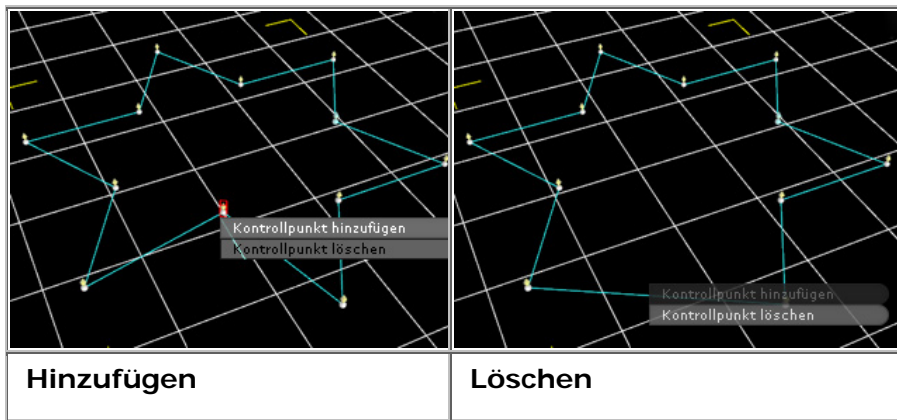 Kontrollpunkt hinzufügen
Kontrollpunkt löschen
Kontrollpunkt hinzufügen
Kontrollpunkt löschen
Hinzufügen
Löschen